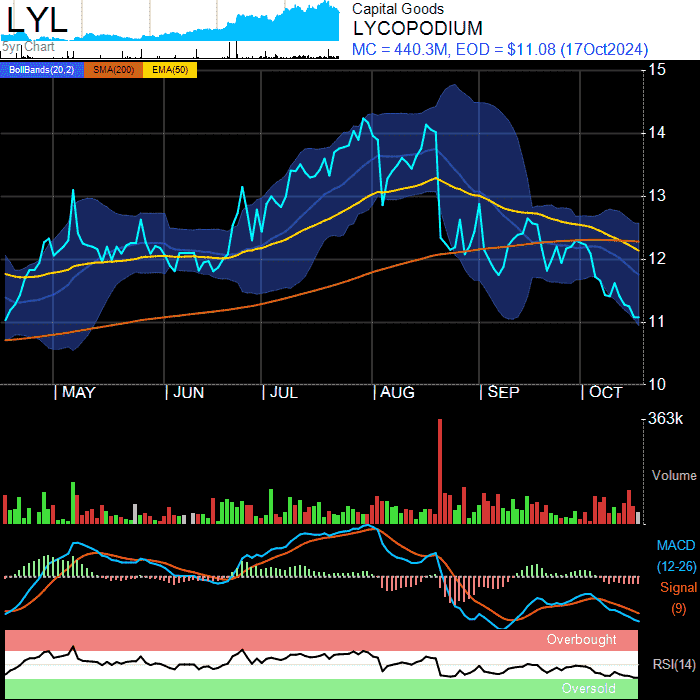 LYL
5yr Chart
Capital Goods
LYCOPODIUM
MC = 440.3M, EOD = $11.08 (17Oct2024)
BollBands(20,2) SMA(200) EMA(50)
15
14
13
12
11
10
MAY JUN JUL AUG SEP OCT
363k
Volume
MACD
(12-26)
Signal
(9)
Overbought
RSI(14)
Oversold